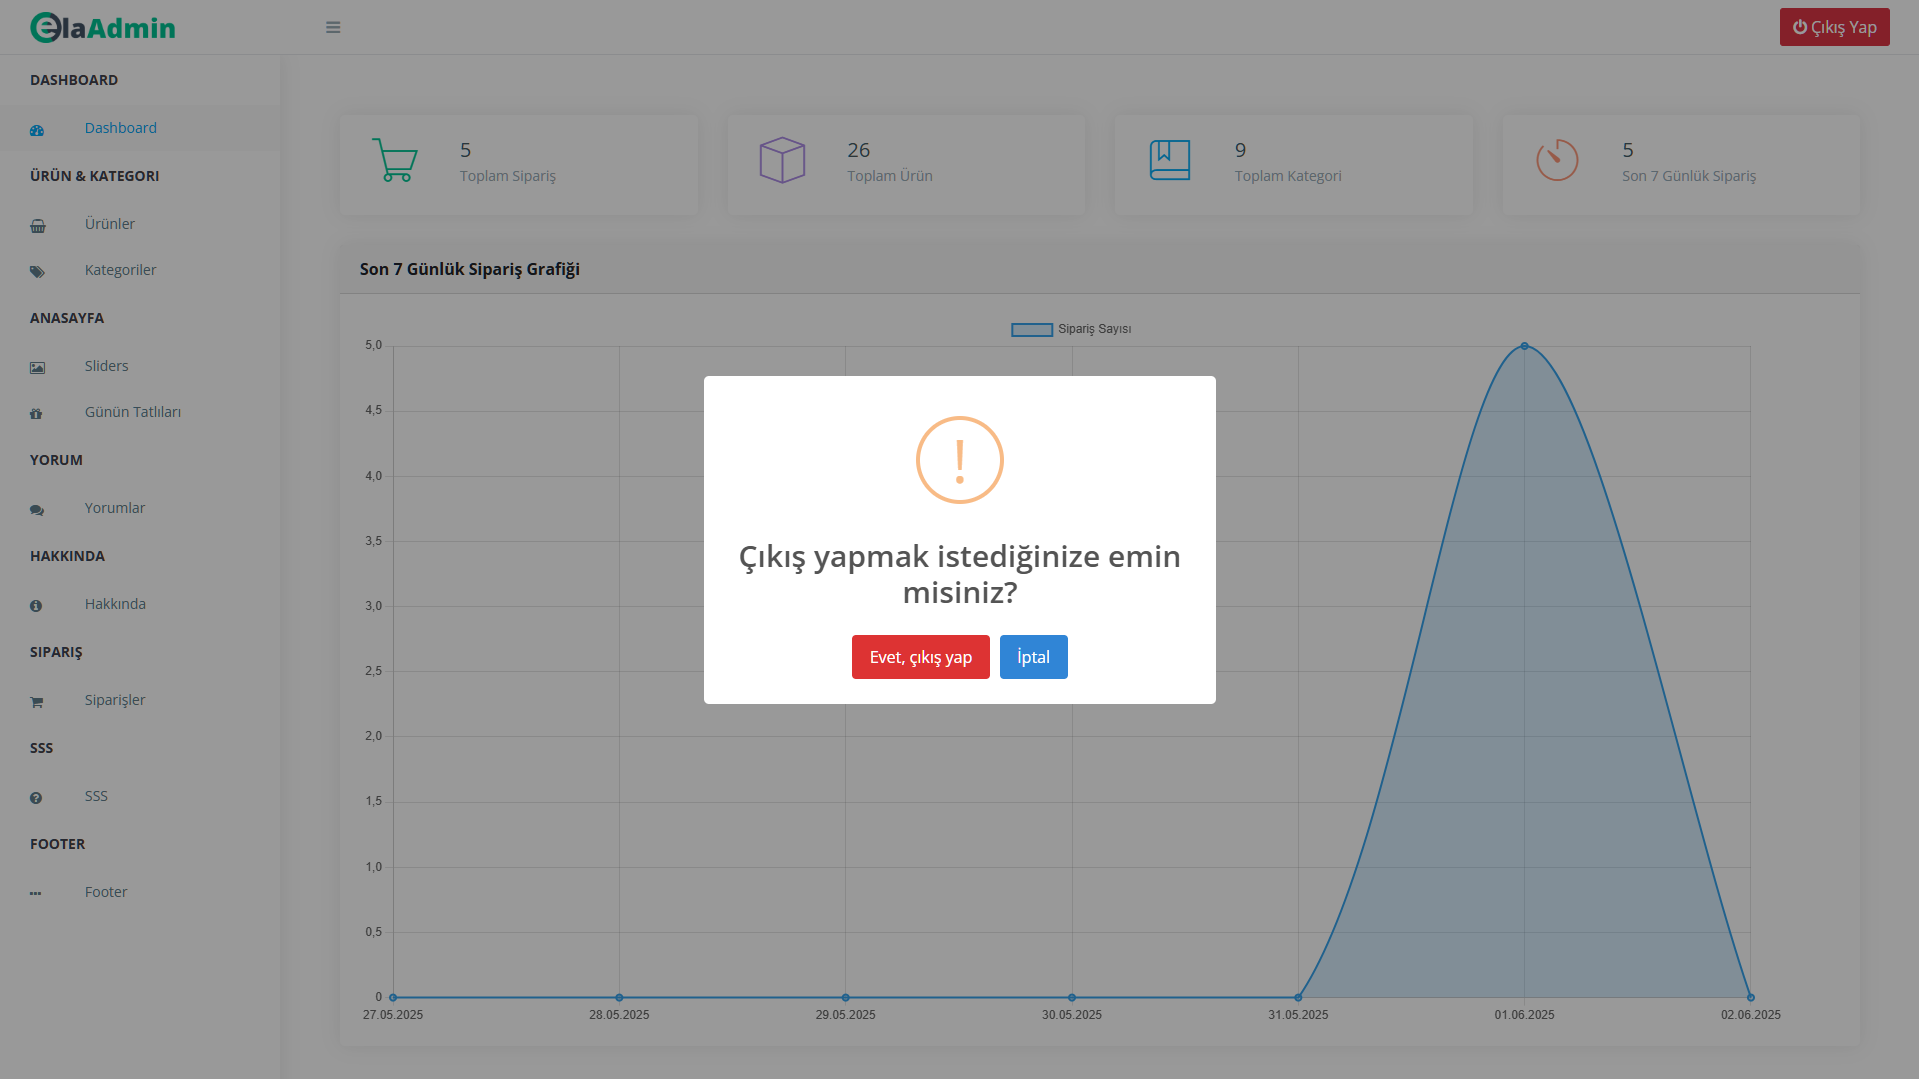 elaAdmin
Çıkış Yap
DASHBOARD
Dashboard
ÜRÜN & KATEGORI
Ürünler
Kategoriler
ANASAYFA
Sliders
Günün Tatlıları
YORUM
Yorumlar
HAKKINDA
Hakkında
SIPARIŞ
Siparişler
SSS
SSS
FOOTER
Footer
5
Toplam Sipariş
26
Toplam Ürün
9
Toplam Kategori
5
Son 7 Günlük Sipariş
Son 7 Günlük Sipariş Grafiği
Sipariş Sayısı
5,0
4,5
4,0
3,5
3,0
2,5
2,0
1,5
1,0
0,5
0
27.05.2025
28.05.2025
29.05.2025
30.05.2025
31.05.2025
01.06.2025
02.06.2025
!
Çıkış yapmak istediğinize emin
misiniz?
Evet, çıkış yap
İptal